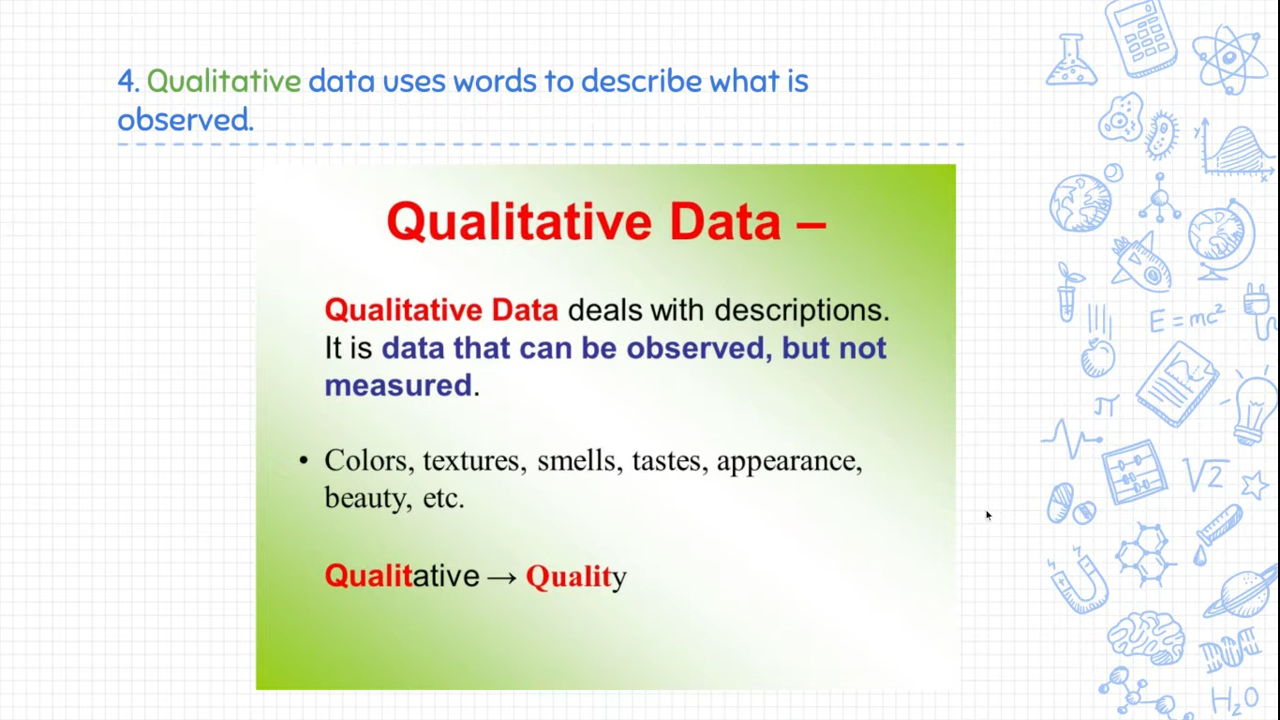 4. Qualitative data uses words to describe what is
observed.
Qualitative Data –
Qualitative Data deals with descriptions.
It is data that can be observed, but not
measured.
• Colors, textures, smells, tastes, appearance,
beauty, etc.
Qualitative → Quality
y
x
E=mc²
π
√2
H₂O